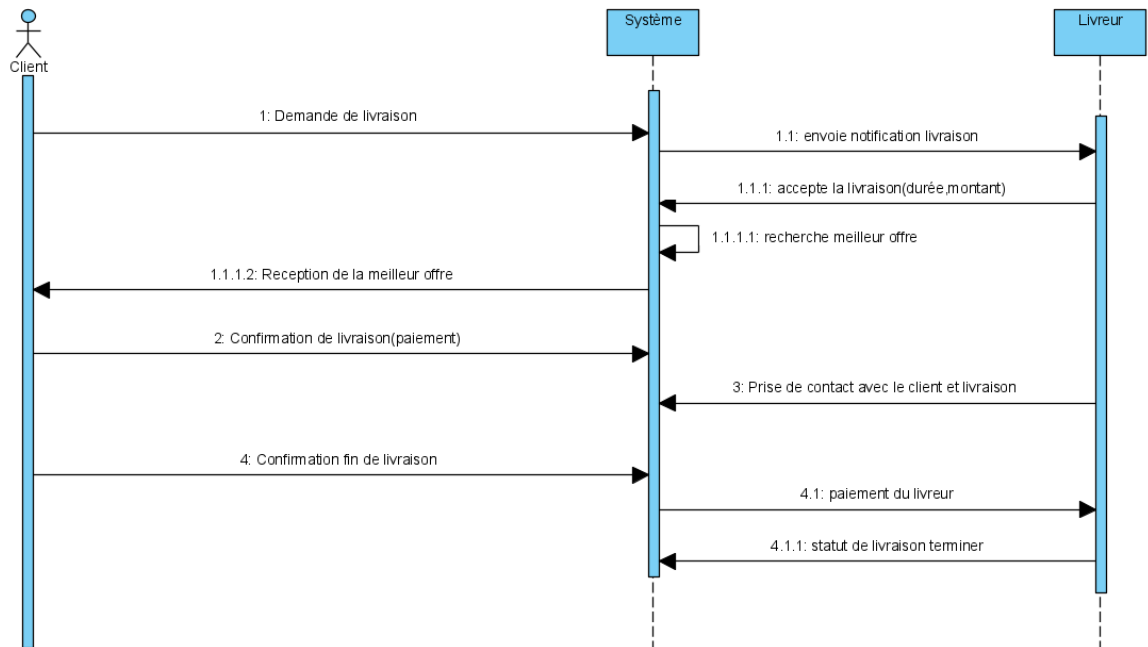 Système
Livreur
Client
1: Demande de livraison
1.1: envoie notification livraison
1.1.1: accepte la livraison(durée,montant)
1.1.1.1: recherche meilleur offre
1.1.1.2: Reception de la meilleur offre
2: Confirmation de livraison(paiement)
3: Prise de contact avec le client et livraison
4: Confirmation fin de livraison
4.1: paiement du livreur
4.1.1: statut de livraison terminer